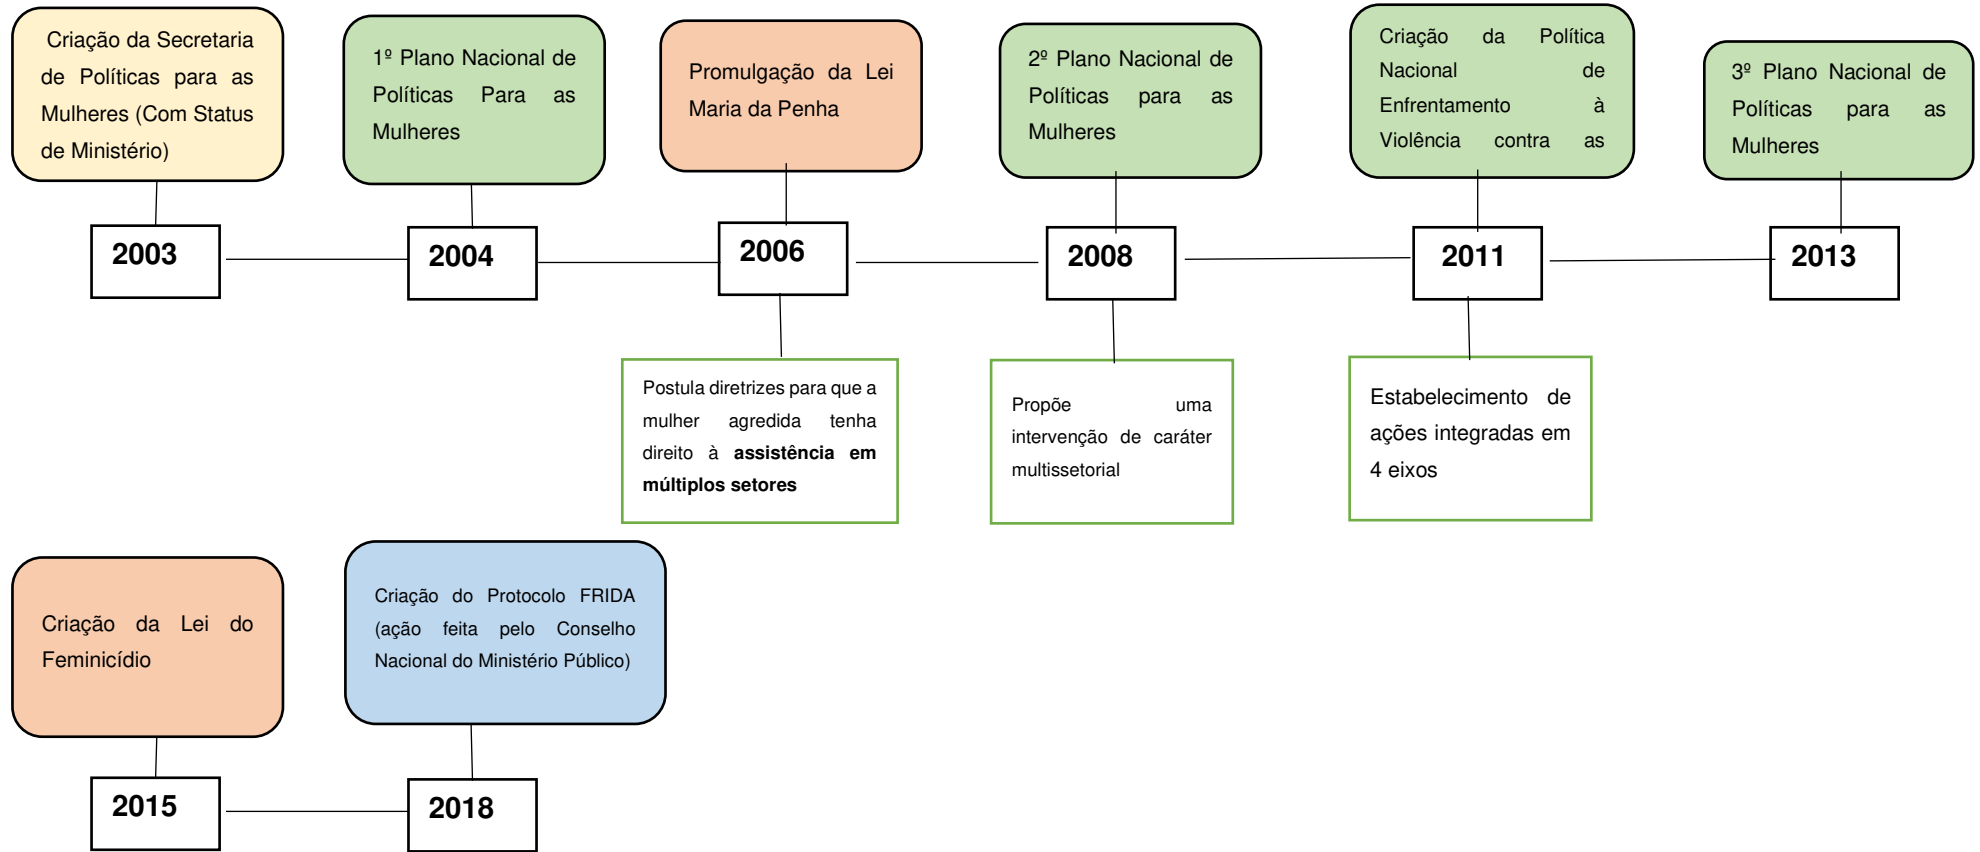 Criação da Secretaria
de Políticas para as
Mulheres (Com Status
de Ministério)
1º Plano Nacional de
Políticas Para as
Mulheres
Promulgação da Lei
Maria da Penha
2º Plano Nacional de
Políticas para as
Mulheres
Criação da Política
Nacional de
Enfrentamento à
Violência contra as
3º Plano Nacional de
Políticas para as
Mulheres
2003
2004
2006
2008
2011
2013
Postula diretrizes para que a
mulher agredida tenha
direito à assistência em
múltiplos setores
Propõe uma
intervenção de caráter
multissetorial
Estabelecimento de
ações integradas em
4 eixos
Criação da Lei do
Feminicídio
Criação do Protocolo FRIDA
(ação feita pelo Conselho
Nacional do Ministério Público)
2015
2018